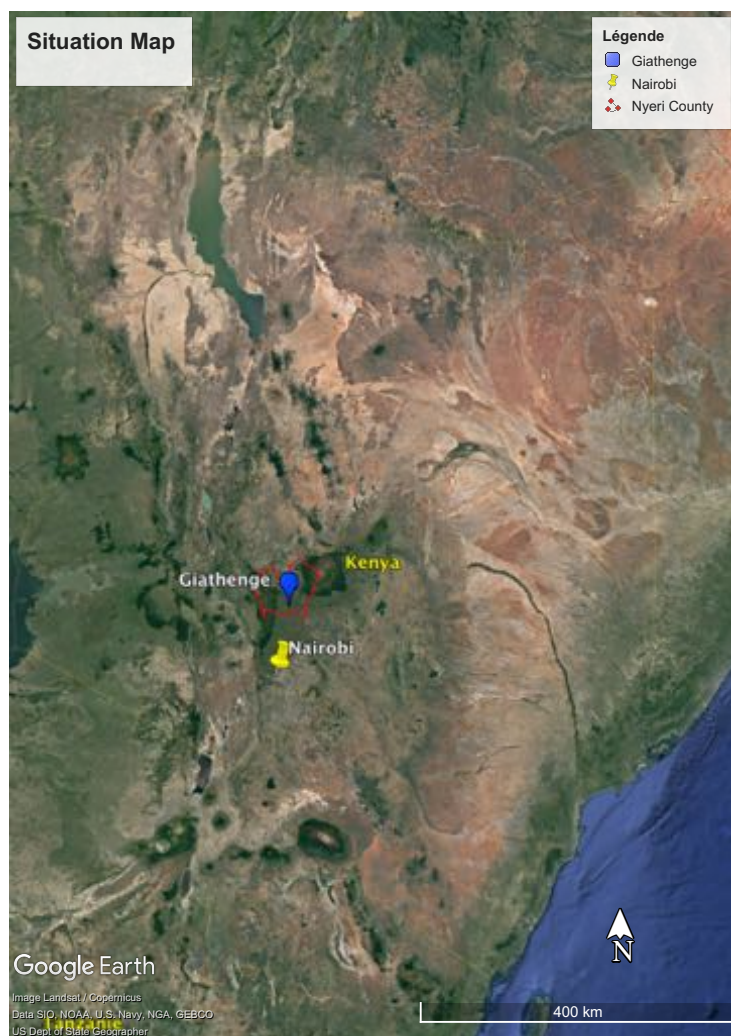 Situation Map
Légende
Giathenge
Nairobi
Nyeri County
Kenya
Giathenge
Nairobi
N
Google Earth
Image Landsat / Copernicus
Data SIO, NOAA, U.S. Navy, NGA, GEBCO
Tanzanie
US Dept of State Geographer
400 km